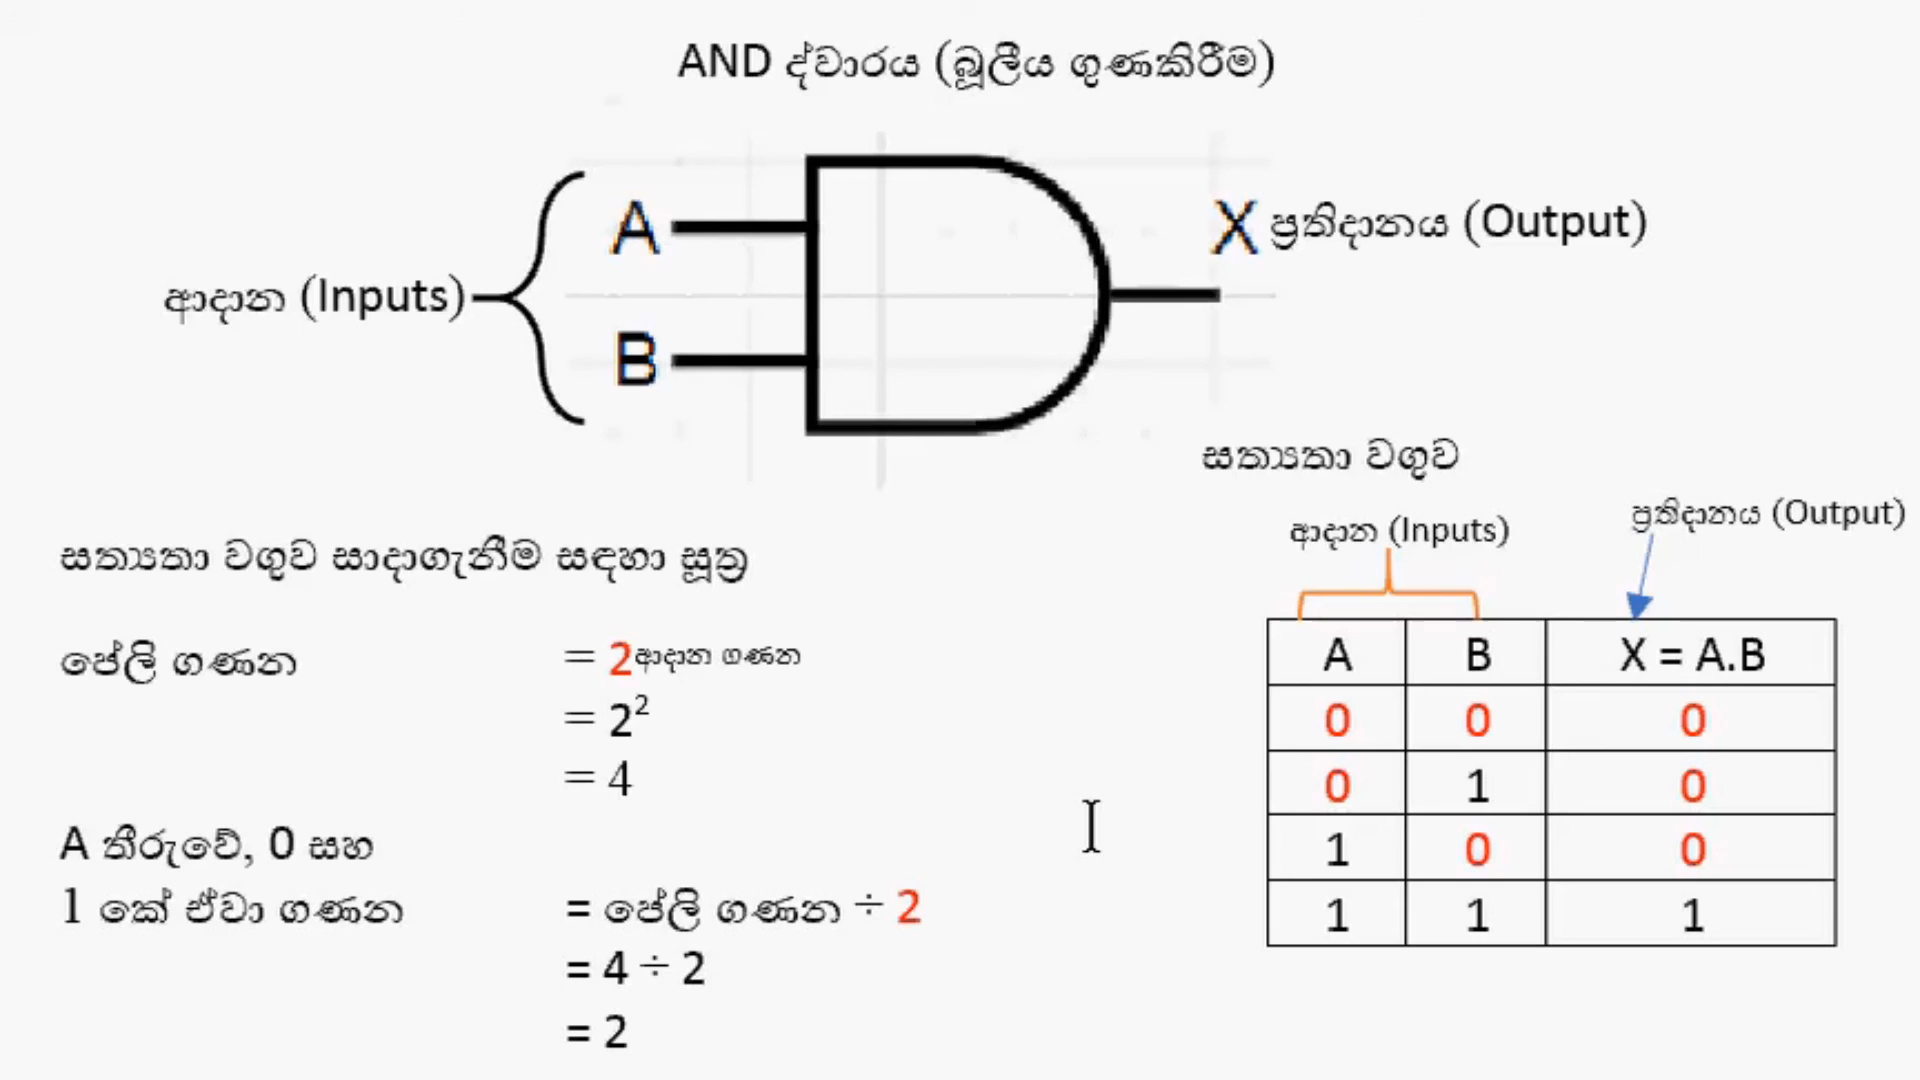 AND ද්වාරය (බූලීය ගුණකිරීම)
A
X ප්‍රතිදානය (Output)
ආදාන (Inputs)
B
සත්‍යතා වගුව
ආදාන (Inputs)
ප්‍රතිදානය (Output)
A B X = A.B
0 0 0
0 1 0
1 0 0
1 1 1
සත්‍යතා වගුව සාදාගැනීම සඳහා සූත්‍ර
පේලි ගණන = 2^ආදාන ගණන
= 2²
= 4
A තීරුවේ, 0 සහ
1 කේ ඒවා ගණන = පේලි ගණන ÷ 2
= 4 ÷ 2
= 2